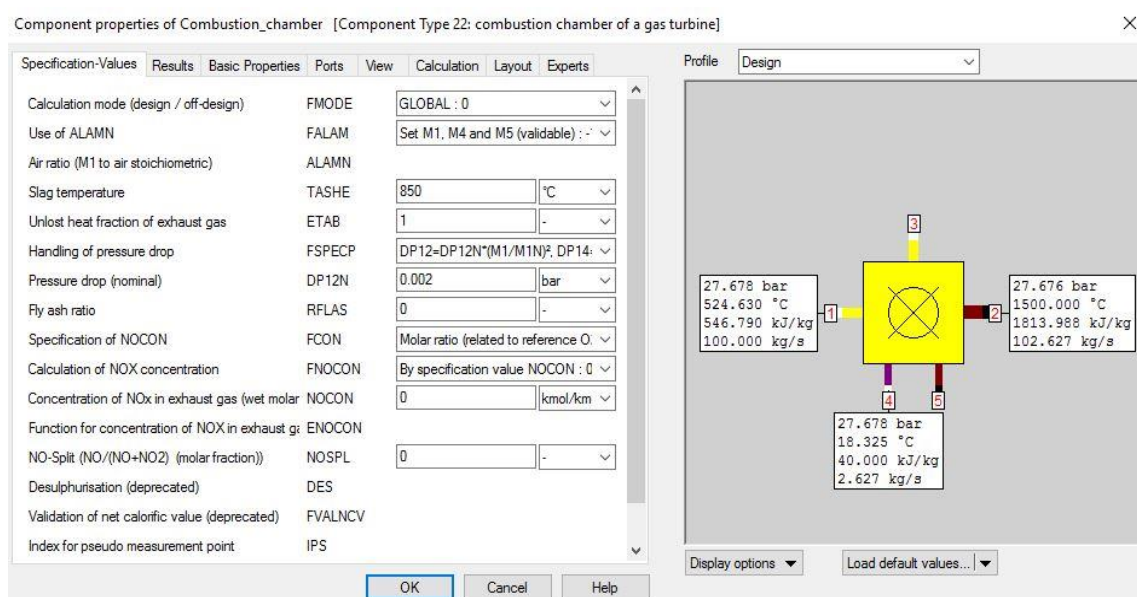 Component properties of Combustion_chamber [Component Type 22: combustion chamber of a gas turbine]
Specification-Values Results Basic Properties Ports View Calculation Layout Experts
Calculation mode (design / off-design) FMODE GLOBAL : 0
Use of ALAMN FALAM Set M1, M4 and M5 (validable) : -
Air ratio (M1 to air stoichiometric) ALAMN
Slag temperature TASHE 850 °C
Unlost heat fraction of exhaust gas ETAB 1 -
Handling of pressure drop FSPECP DP12=DP12N*(M1/M1N)², DP14=
Pressure drop (nominal) DP12N 0.002 bar
Fly ash ratio RFLAS 0 -
Specification of NOCON FCON Molar ratio (related to reference O
Calculation of NOX concentration FNOCON By specification value NOCON : 0
Concentration of NOx in exhaust gas (wet molar NOCON 0 kmol/km
Function for concentration of NOX in exhaust ga ENOCON
NO-Split (NO/(NO+NO2) (molar fraction)) NOSPL 0 -
Desulphurisation (deprecated) DES
Validation of net calorific value (deprecated) FVALNCV
Index for pseudo measurement point IPS
OK Cancel Help
Profile Design
3
27.678 bar
524.630 °C
546.790 kJ/kg
100.000 kg/s
1
2
27.676 bar
1500.000 °C
1813.988 kJ/kg
102.627 kg/s
4
5
27.678 bar
18.325 °C
40.000 kJ/kg
2.627 kg/s
Display options Load default values...